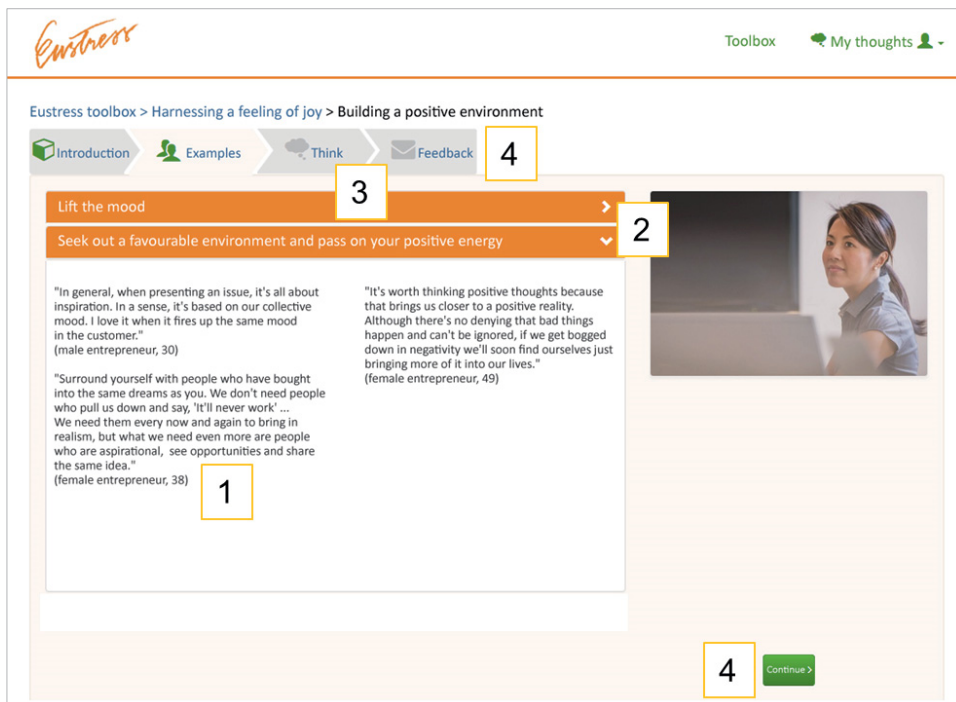 Eustress
Toolbox
My thoughts
Eustress toolbox > Harnessing a feeling of joy > Building a positive environment
Introduction
Examples
Think
Feedback
4
3
Lift the mood
2
Seek out a favourable environment and pass on your positive energy
"In general, when presenting an issue, it's all about
inspiration. In a sense, it's based on our collective
mood. I love it when it fires up the same mood
in the customer."
(male entrepreneur, 30)
"Surround yourself with people who have bought
into the same dreams as you. We don't need people
who pull us down and say, 'It'll never work' ...
We need them every now and again to bring in
realism, but what we need even more are people
who are aspirational, see opportunities and share
the same idea."
(female entrepreneur, 38)
1
"It's worth thinking positive thoughts because
that brings us closer to a positive reality.
Although there's no denying that bad things
happen and can't be ignored, if we get bogged
down in negativity we'll soon find ourselves just
bringing more of it into our lives."
(female entrepreneur, 49)
4
Continue >